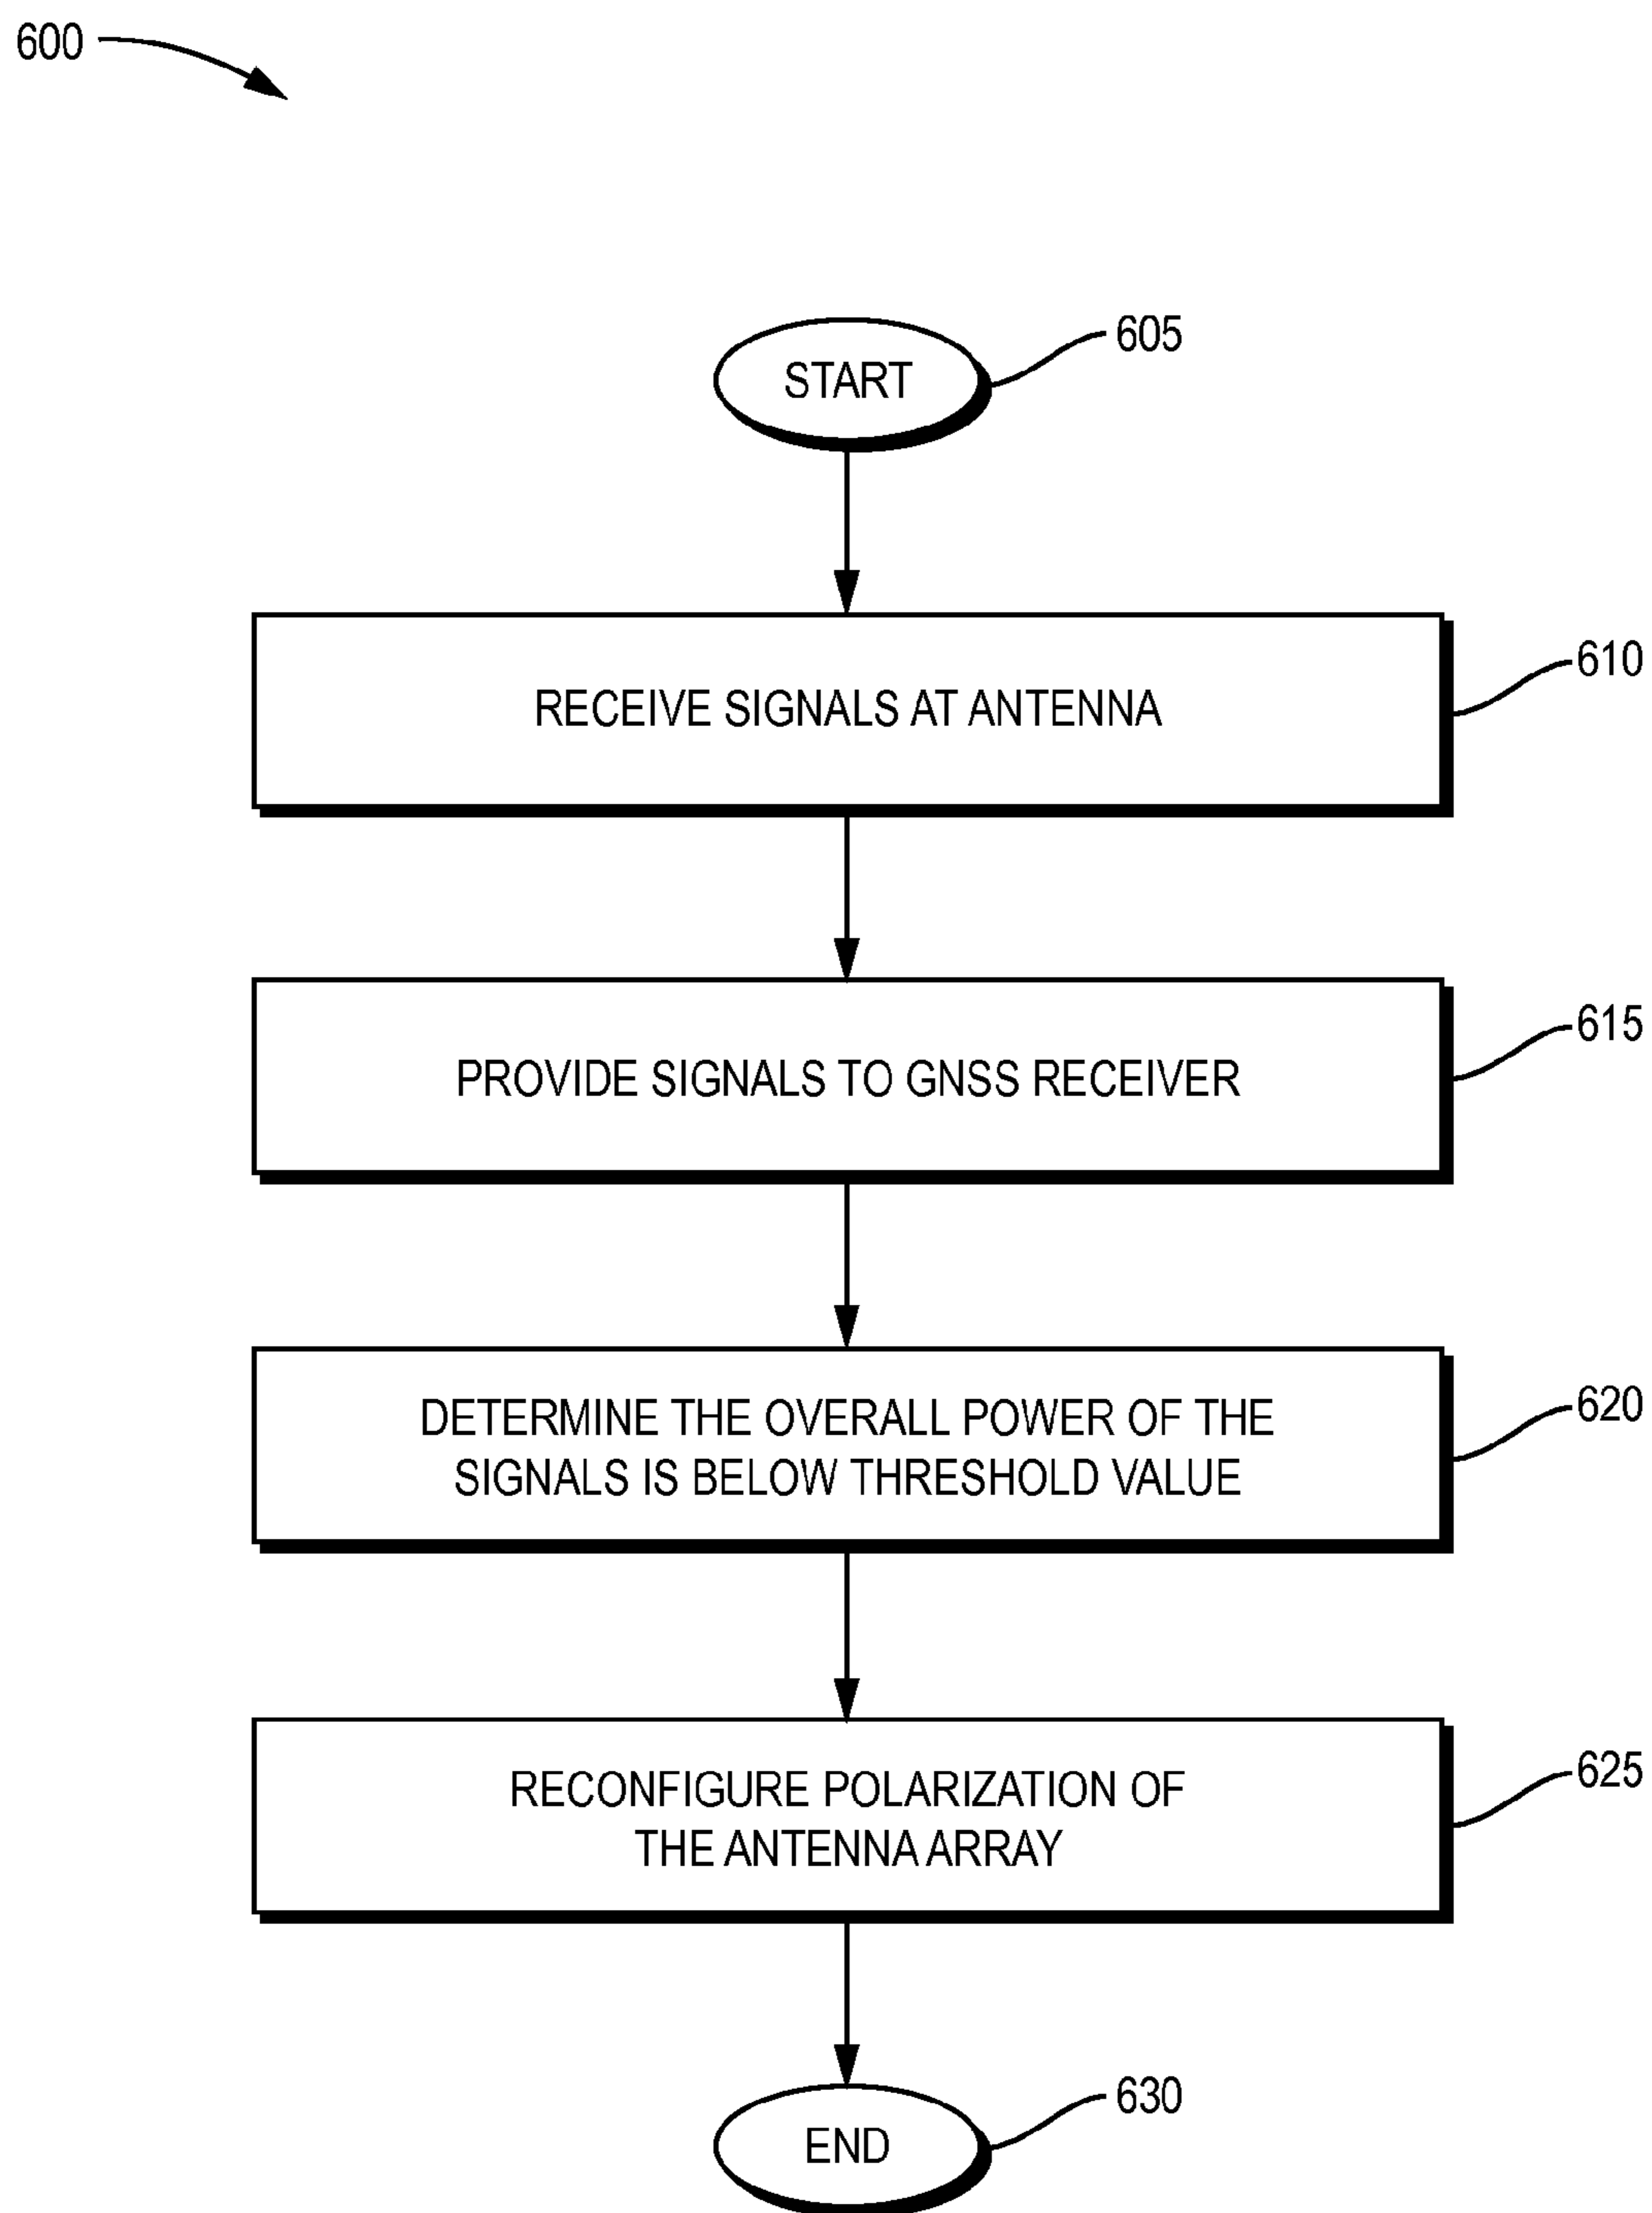 600
START
605
RECEIVE SIGNALS AT ANTENNA
610
PROVIDE SIGNALS TO GNSS RECEIVER
615
DETERMINE THE OVERALL POWER OF THE
SIGNALS IS BELOW THRESHOLD VALUE
620
RECONFIGURE POLARIZATION OF
THE ANTENNA ARRAY
625
END
630